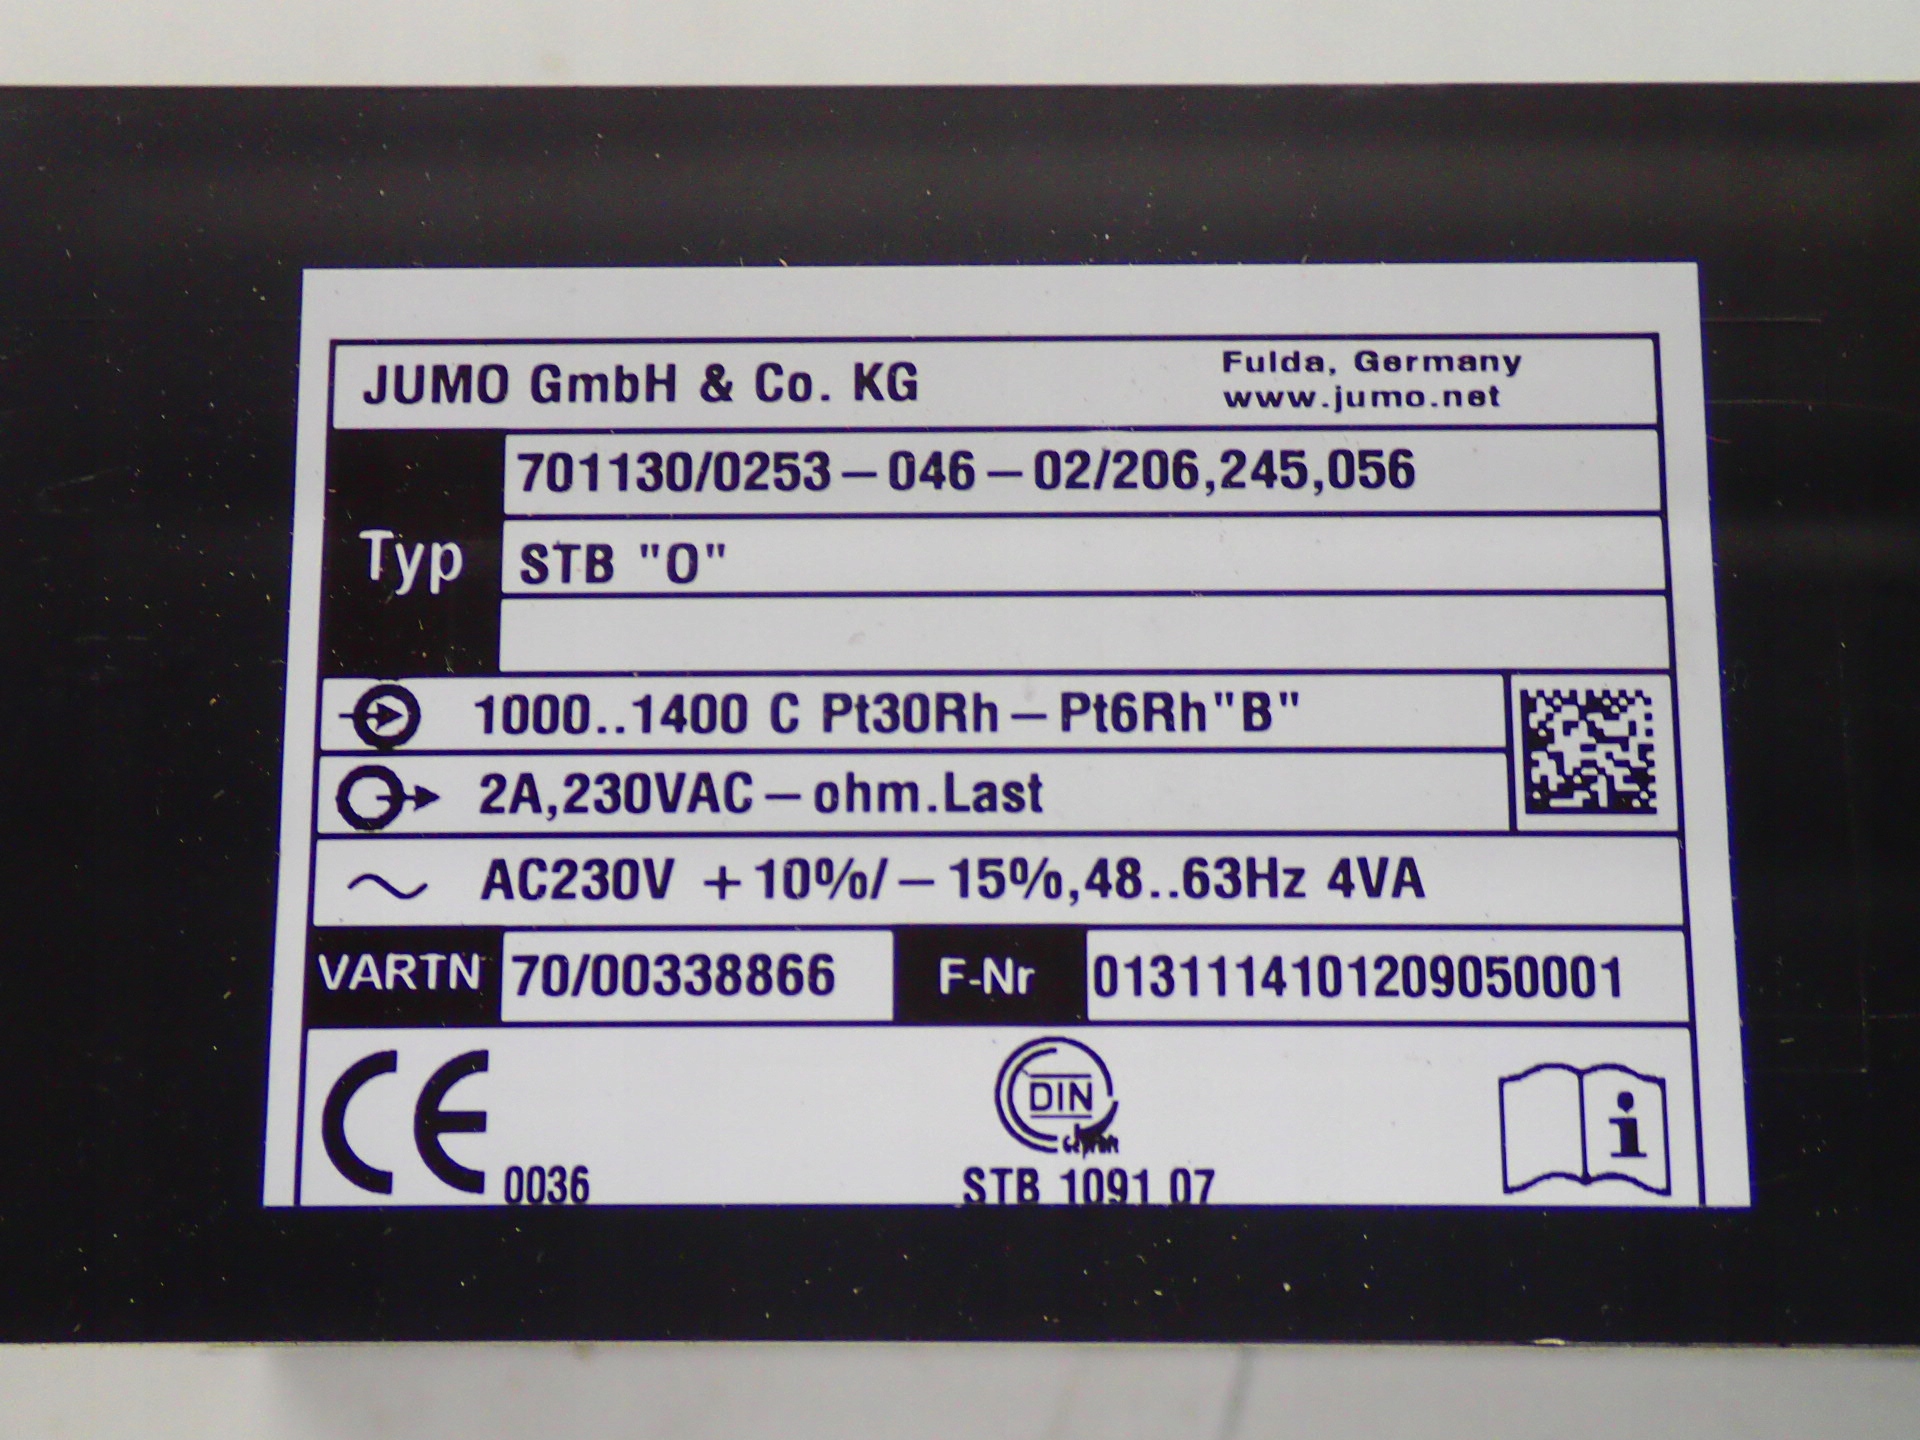 JUMO GmbH & Co. KG
Fulda, Germany
www.jumo.net
Typ
701130/0253-046-02/206,245,056
STB "O"
1000..1400 C Pt30Rh-Pt6Rh"B"
2A,230VAC-ohm.Last
AC230V +10%/-15%,48..63Hz 4VA
VARTN 70/00338866 F-Nr 0131114101209050001
CE 0036
DIN
STB 1091 07
i